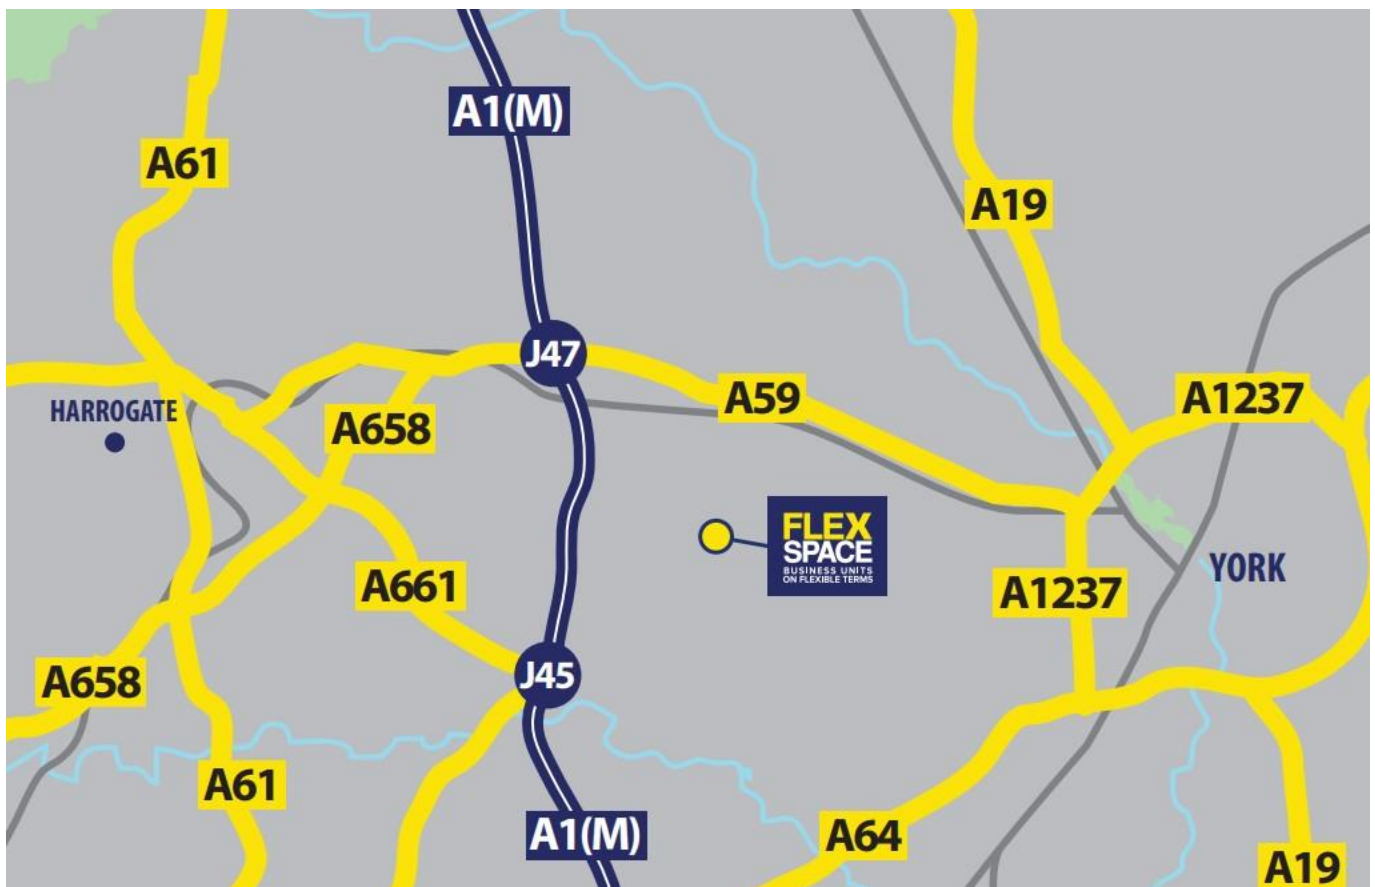 A1(M)
A61
A19
J47
A59
A1237
HARROGATE
A658
FLEX
SPACE
BUSINESS UNITS
ON FLEXIBLE TERMS
YORK
A661
A1237
A658
J45
A61
A1(M)
A64
A19